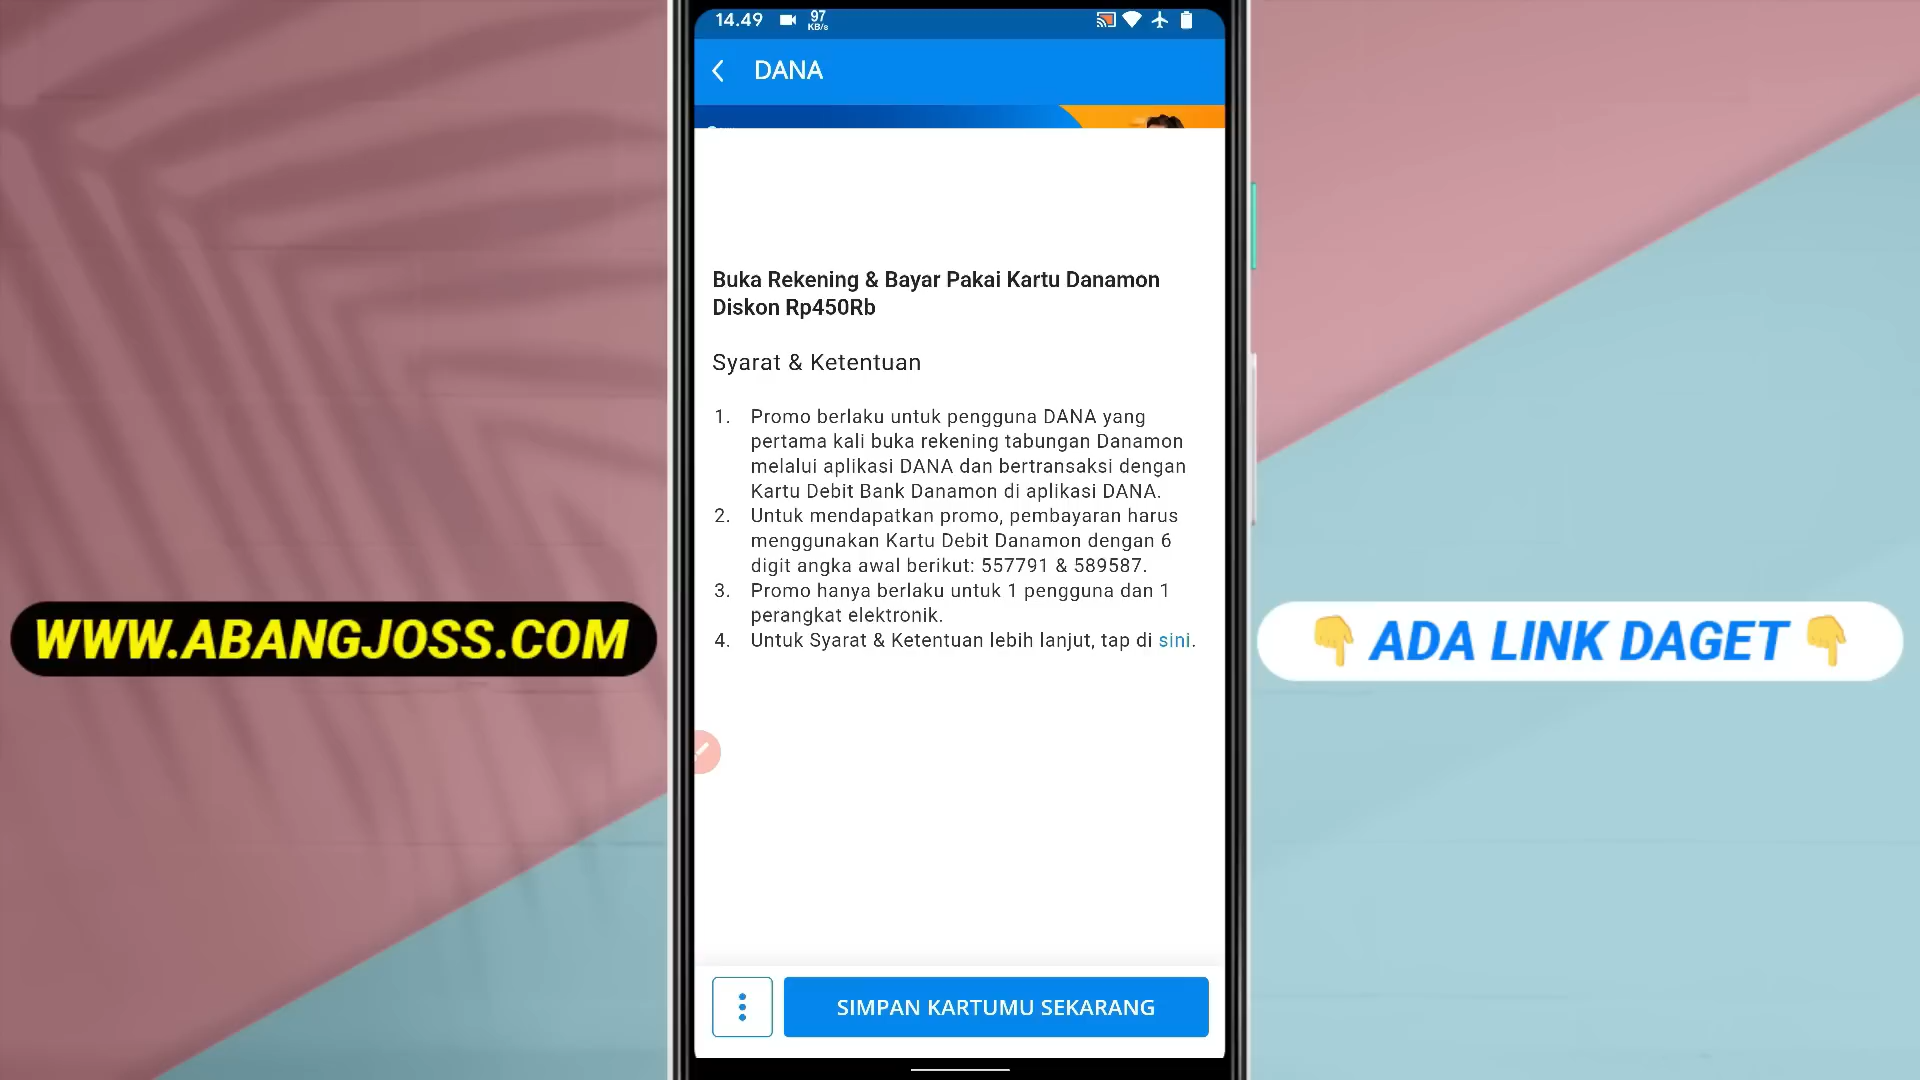 14.49
97
KB/s
DANA
Buka Rekening & Bayar Pakai Kartu Danamon
Diskon Rp450Rb
Syarat & Ketentuan
1. Promo berlaku untuk pengguna DANA yang
pertama kali buka rekening tabungan Danamon
melalui aplikasi DANA dan bertransaksi dengan
Kartu Debit Bank Danamon di aplikasi DANA.
2. Untuk mendapatkan promo, pembayaran harus
menggunakan Kartu Debit Danamon dengan 6
digit angka awal berikut: 557791 & 589587.
3. Promo hanya berlaku untuk 1 pengguna dan 1
perangkat elektronik.
4. Untuk Syarat & Ketentuan lebih lanjut, tap di sini.
WWW.ABANGJOSS.COM
👇 ADA LINK DAGET 👇
SIMPAN KARTUMU SEKARANG